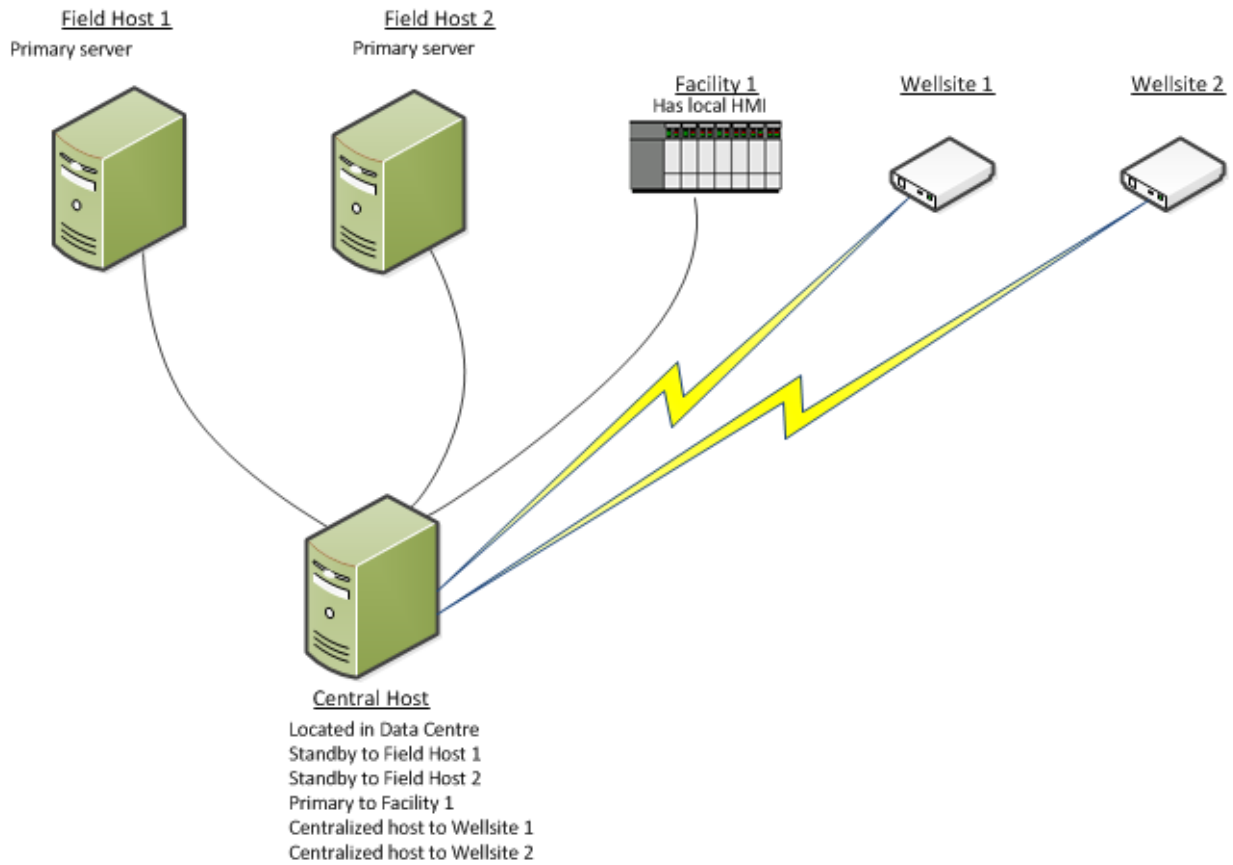 Field Host 1
Primary server
Field Host 2
Primary server
Facility 1
Has local HMI
Wellsite 1
Wellsite 2
Central Host
Located in Data Centre
Standby to Field Host 1
Standby to Field Host 2
Primary to Facility 1
Centralized host to Wellsite 1
Centralized host to Wellsite 2